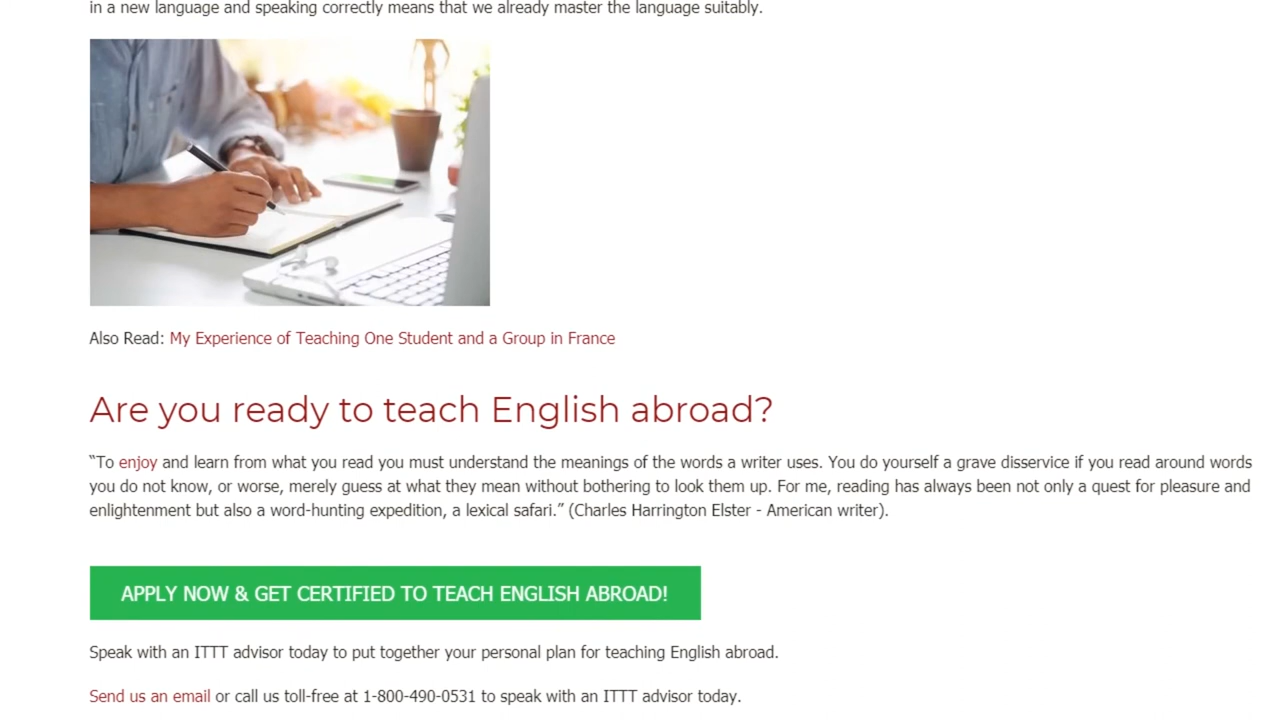 in a new language and speaking correctly means that we already master the language suitably.
Also Read: My Experience of Teaching One Student and a Group in France
Are you ready to teach English abroad?
“To enjoy and learn from what you read you must understand the meanings of the words a writer uses. You do yourself a grave disservice if you read around words
you do not know, or worse, merely guess at what they mean without bothering to look them up. For me, reading has always been not only a quest for pleasure and
enlightenment but also a word-hunting expedition, a lexical safari.” (Charles Harrington Elster - American writer).
APPLY NOW & GET CERTIFIED TO TEACH ENGLISH ABROAD!
Speak with an ITTT advisor today to put together your personal plan for teaching English abroad.
Send us an email or call us toll-free at 1-800-490-0531 to speak with an ITTT advisor today.